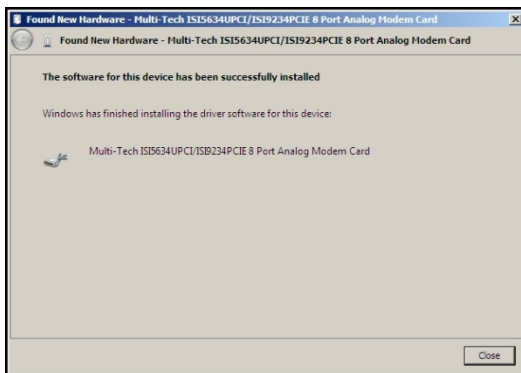 Found New Hardware - Multi-Tech ISI5634UPCI/ISI9234PCIE 8 Port Analog Modem Card
Found New Hardware - Multi-Tech ISI5634UPCI/ISI9234PCIE 8 Port Analog Modem Card
The software for this device has been successfully installed
Windows has finished installing the driver software for this device:
Multi-Tech ISI5634UPCI/ISI9234PCIE 8 Port Analog Modem Card
Close